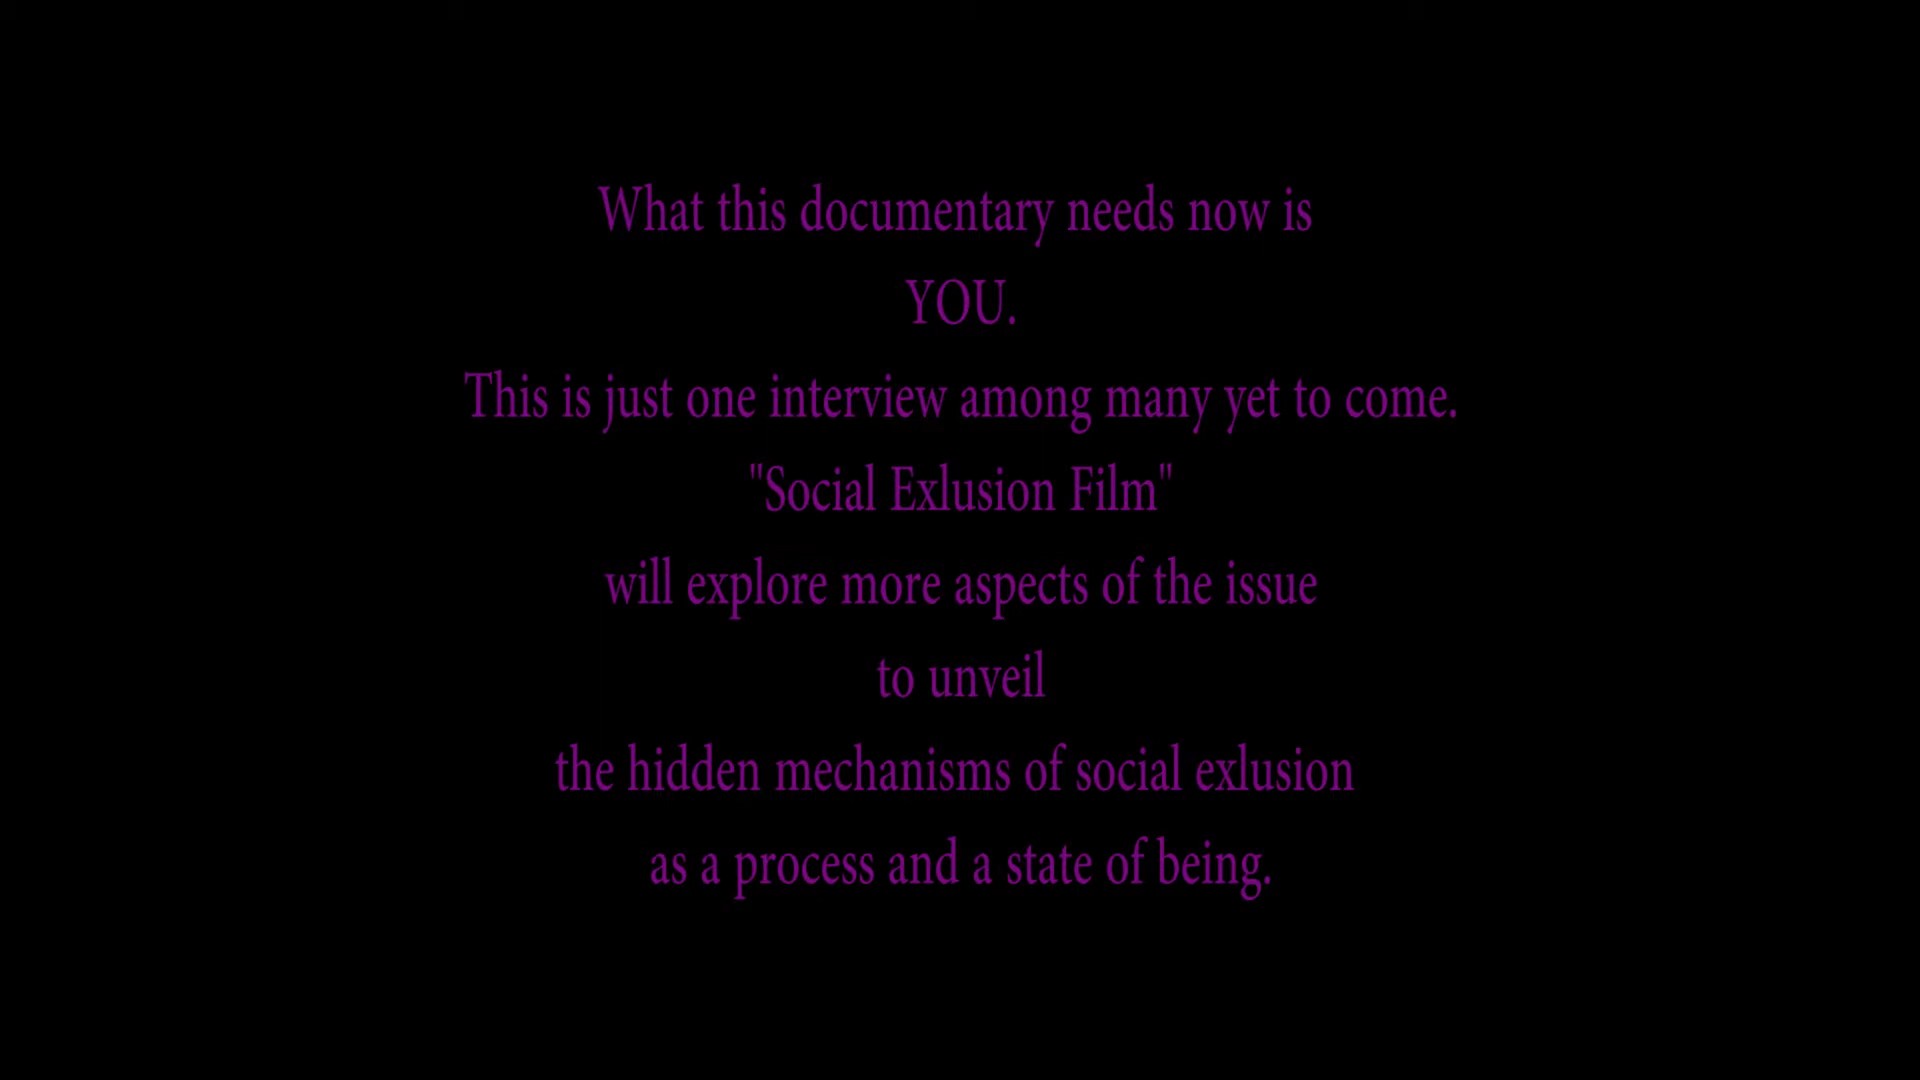 What this documentary needs now is
YOU.
This is just one interview among many yet to come.
"Social Exlusion Film"
will explore more aspects of the issue
to unveil
the hidden mechanisms of social exlusion
as a process and a state of being.